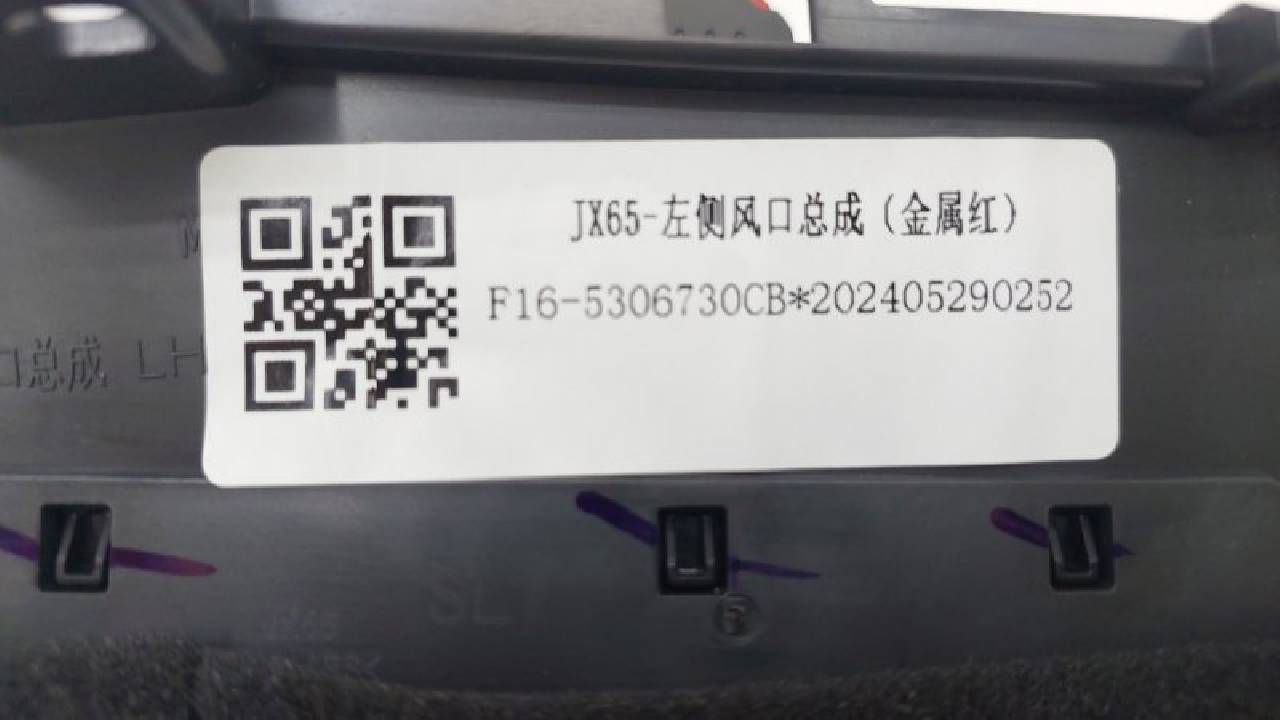 JX65-左侧风口总成（金属红）
F16-5306730CB*202405290252
口总成 LH